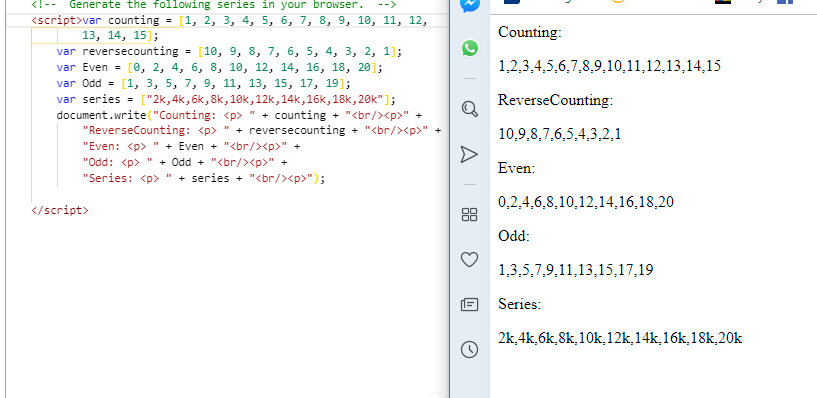 <!--  Generate the following series in your browser.  -->
<script>var counting = [1, 2, 3, 4, 5, 6, 7, 8, 9, 10, 11, 12,
13, 14, 15];
var reversecounting = [10, 9, 8, 7, 6, 5, 4, 3, 2, 1];
var Even = [0, 2, 4, 6, 8, 10, 12, 14, 16, 18, 20];
var Odd = [1, 3, 5, 7, 9, 11, 13, 15, 17, 19];
var series = ["2k,4k,6k,8k,10k,12k,14k,16k,18k,20k"];
document.write("Counting: <p> " + counting + "<br/><p>" +
"ReverseCounting: <p> " + reversecounting + "<br/><p>" +
"Even: <p> " + Even + "<br/><p>" +
"Odd: <p> " + Odd + "<br/><p>" +
"Series: <p> " + series + "<br/><p>");
</script>
Counting:
1,2,3,4,5,6,7,8,9,10,11,12,13,14,15
ReverseCounting:
10,9,8,7,6,5,4,3,2,1
Even:
0,2,4,6,8,10,12,14,16,18,20
Odd:
1,3,5,7,9,11,13,15,17,19
Series:
2k,4k,6k,8k,10k,12k,14k,16k,18k,20k